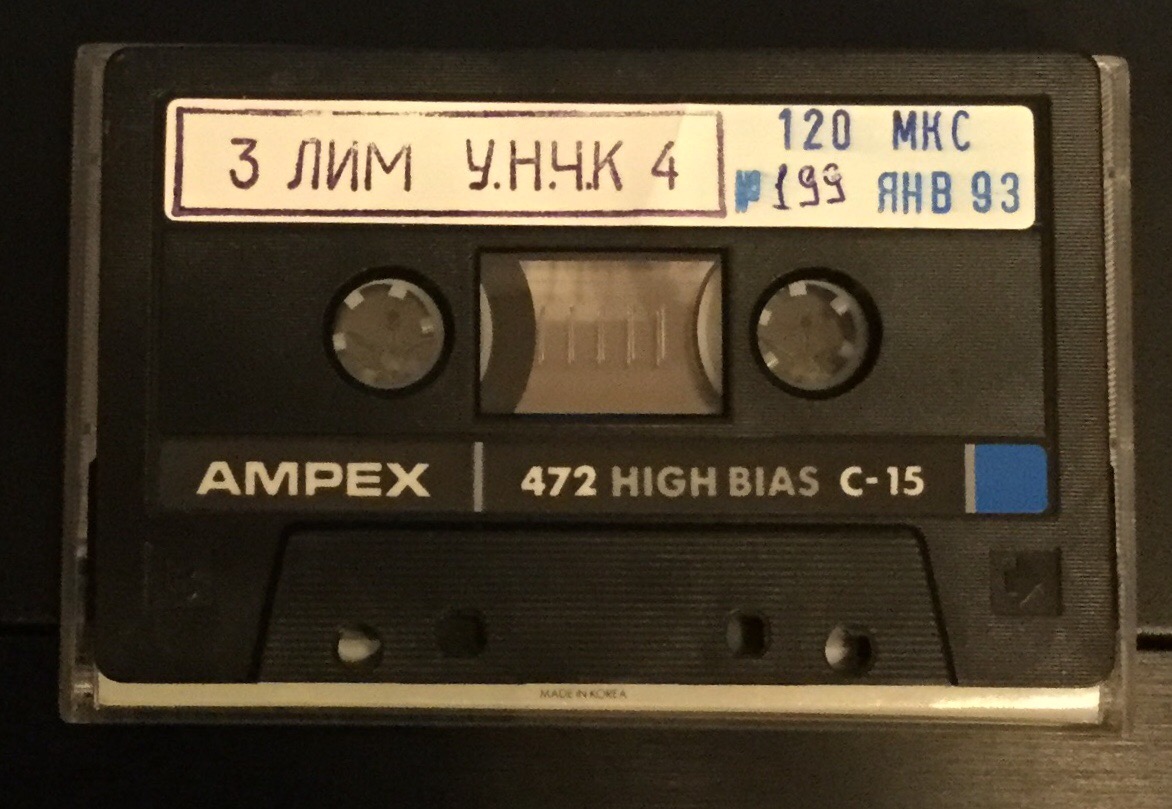 3 ЛИМ У.Н.Ч.К 4
120 МКС
№199 ЯНВ 93
AMPEX 472 HIGH BIAS C-15
MADE IN KOREA